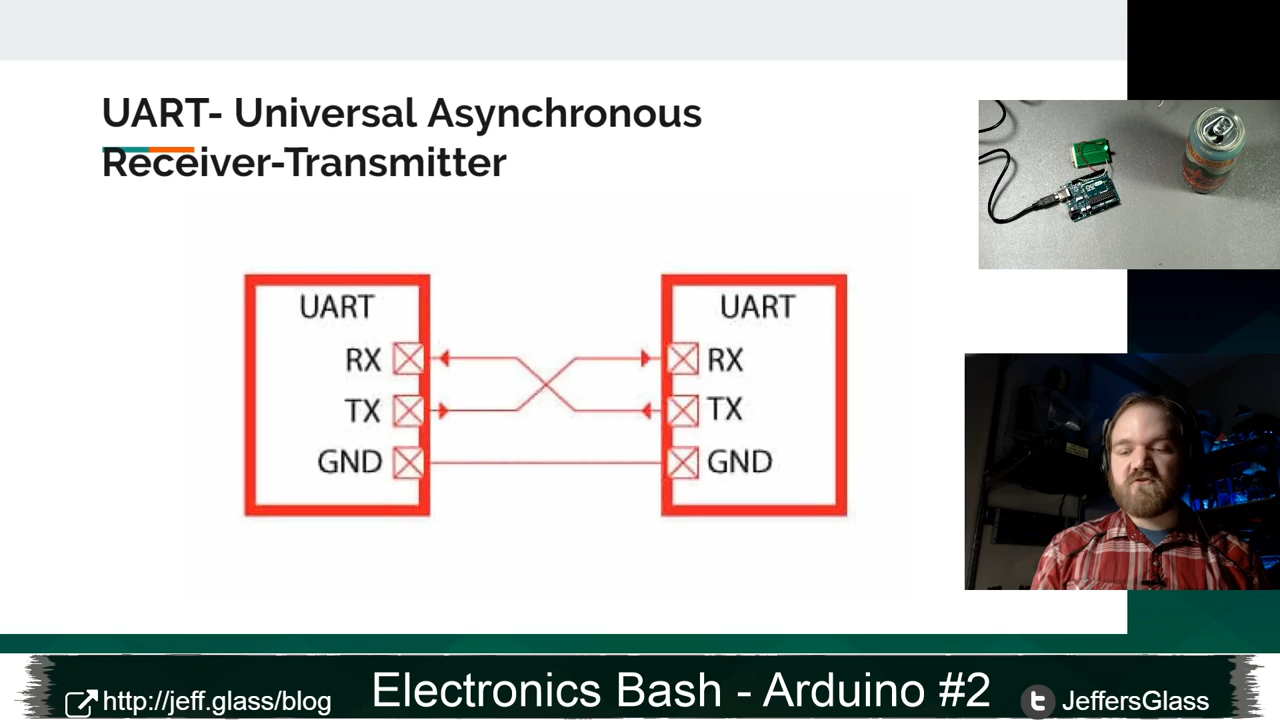 UART- Universal Asynchronous
Receiver-Transmitter
UART
RX
TX
GND
UART
RX
TX
GND
http://jeff.glass/blog
Electronics Bash - Arduino #2
JeffersGlass